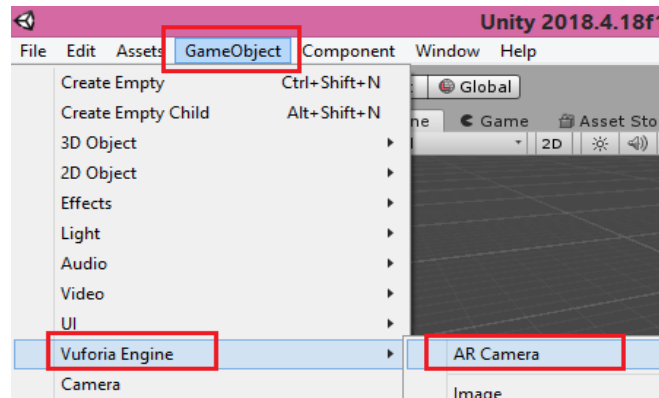 Unity 2018.4.18f1
File Edit Assets GameObject Component Window Help
Create Empty Ctrl+Shift+N
Global
Create Empty Child Alt+Shift+N
ne Game Asset Sto
3D Object
2D
2D Object
Effects
Light
Audio
Video
UI
Vuforia Engine
AR Camera
Camera
Image